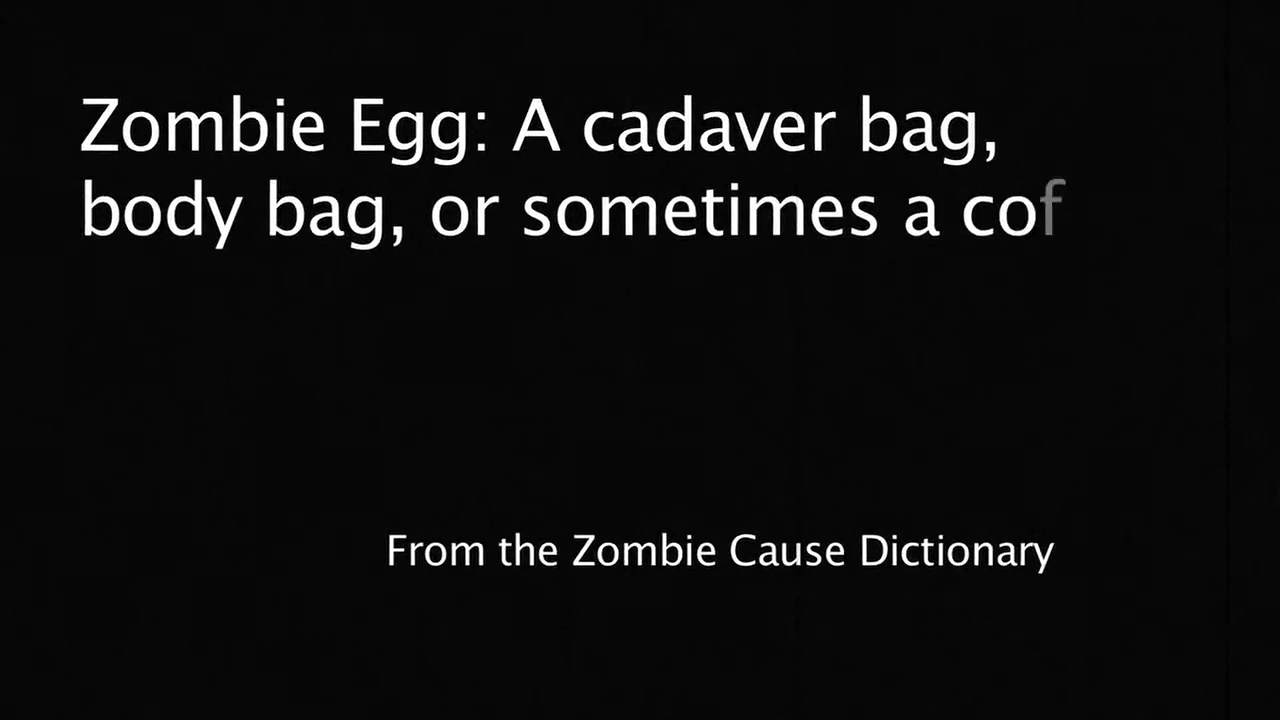 Zombie Egg: A cadaver bag,
body bag, or sometimes a cof
From the Zombie Cause Dictionary